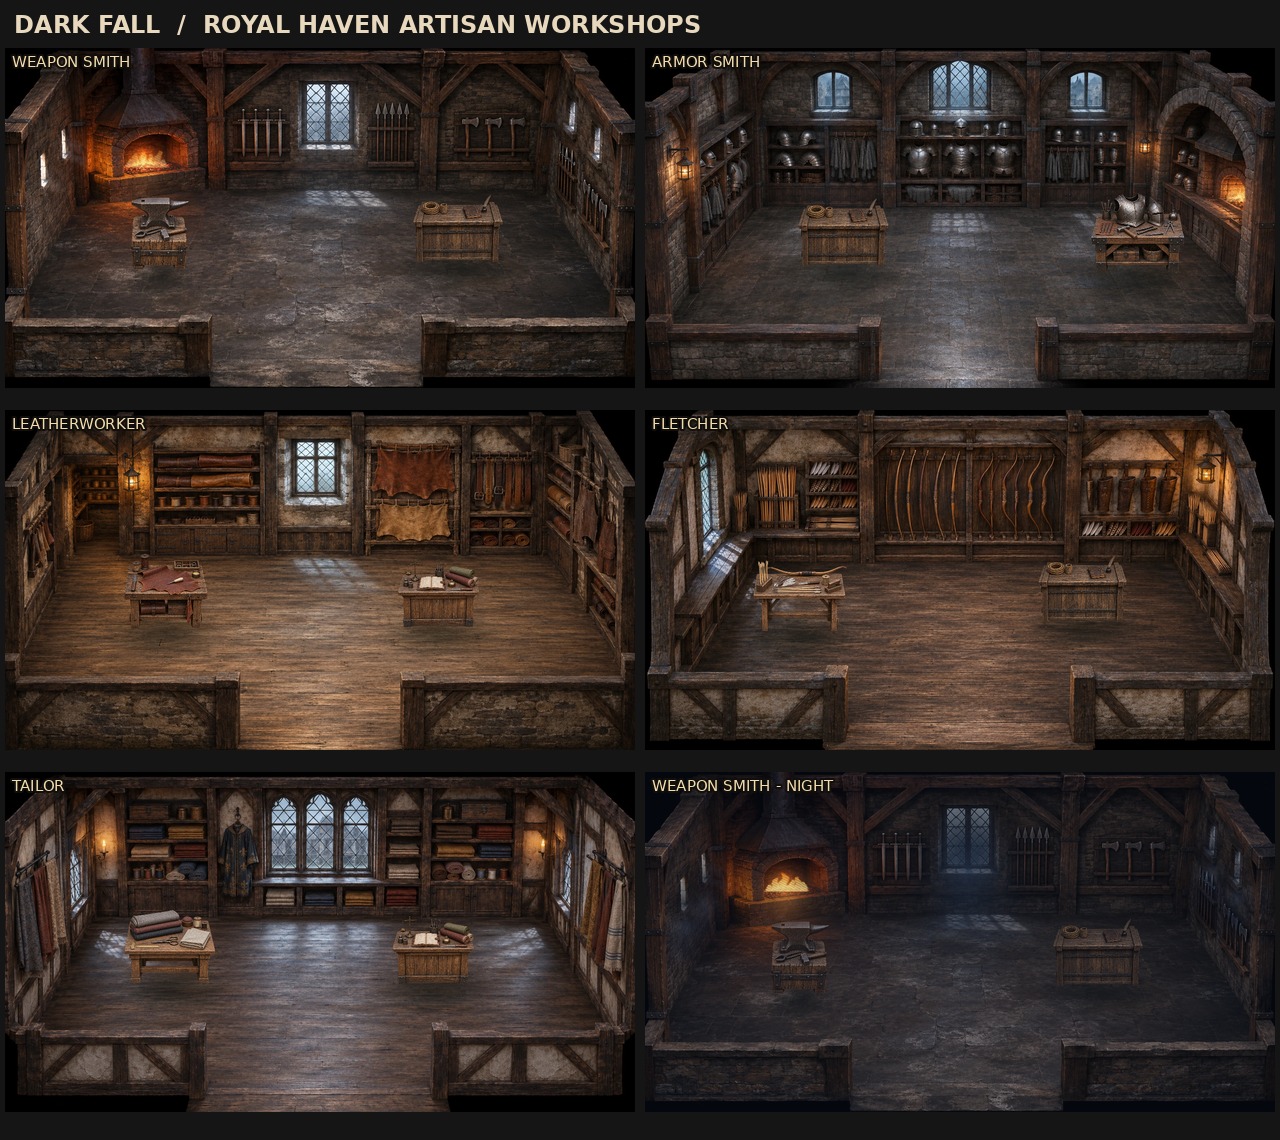 DARK FALL / ROYAL HAVEN ARTISAN WORKSHOPS
WEAPON SMITH
ARMOR SMITH
LEATHERWORKER
FLETCHER
TAILOR
WEAPON SMITH - NIGHT